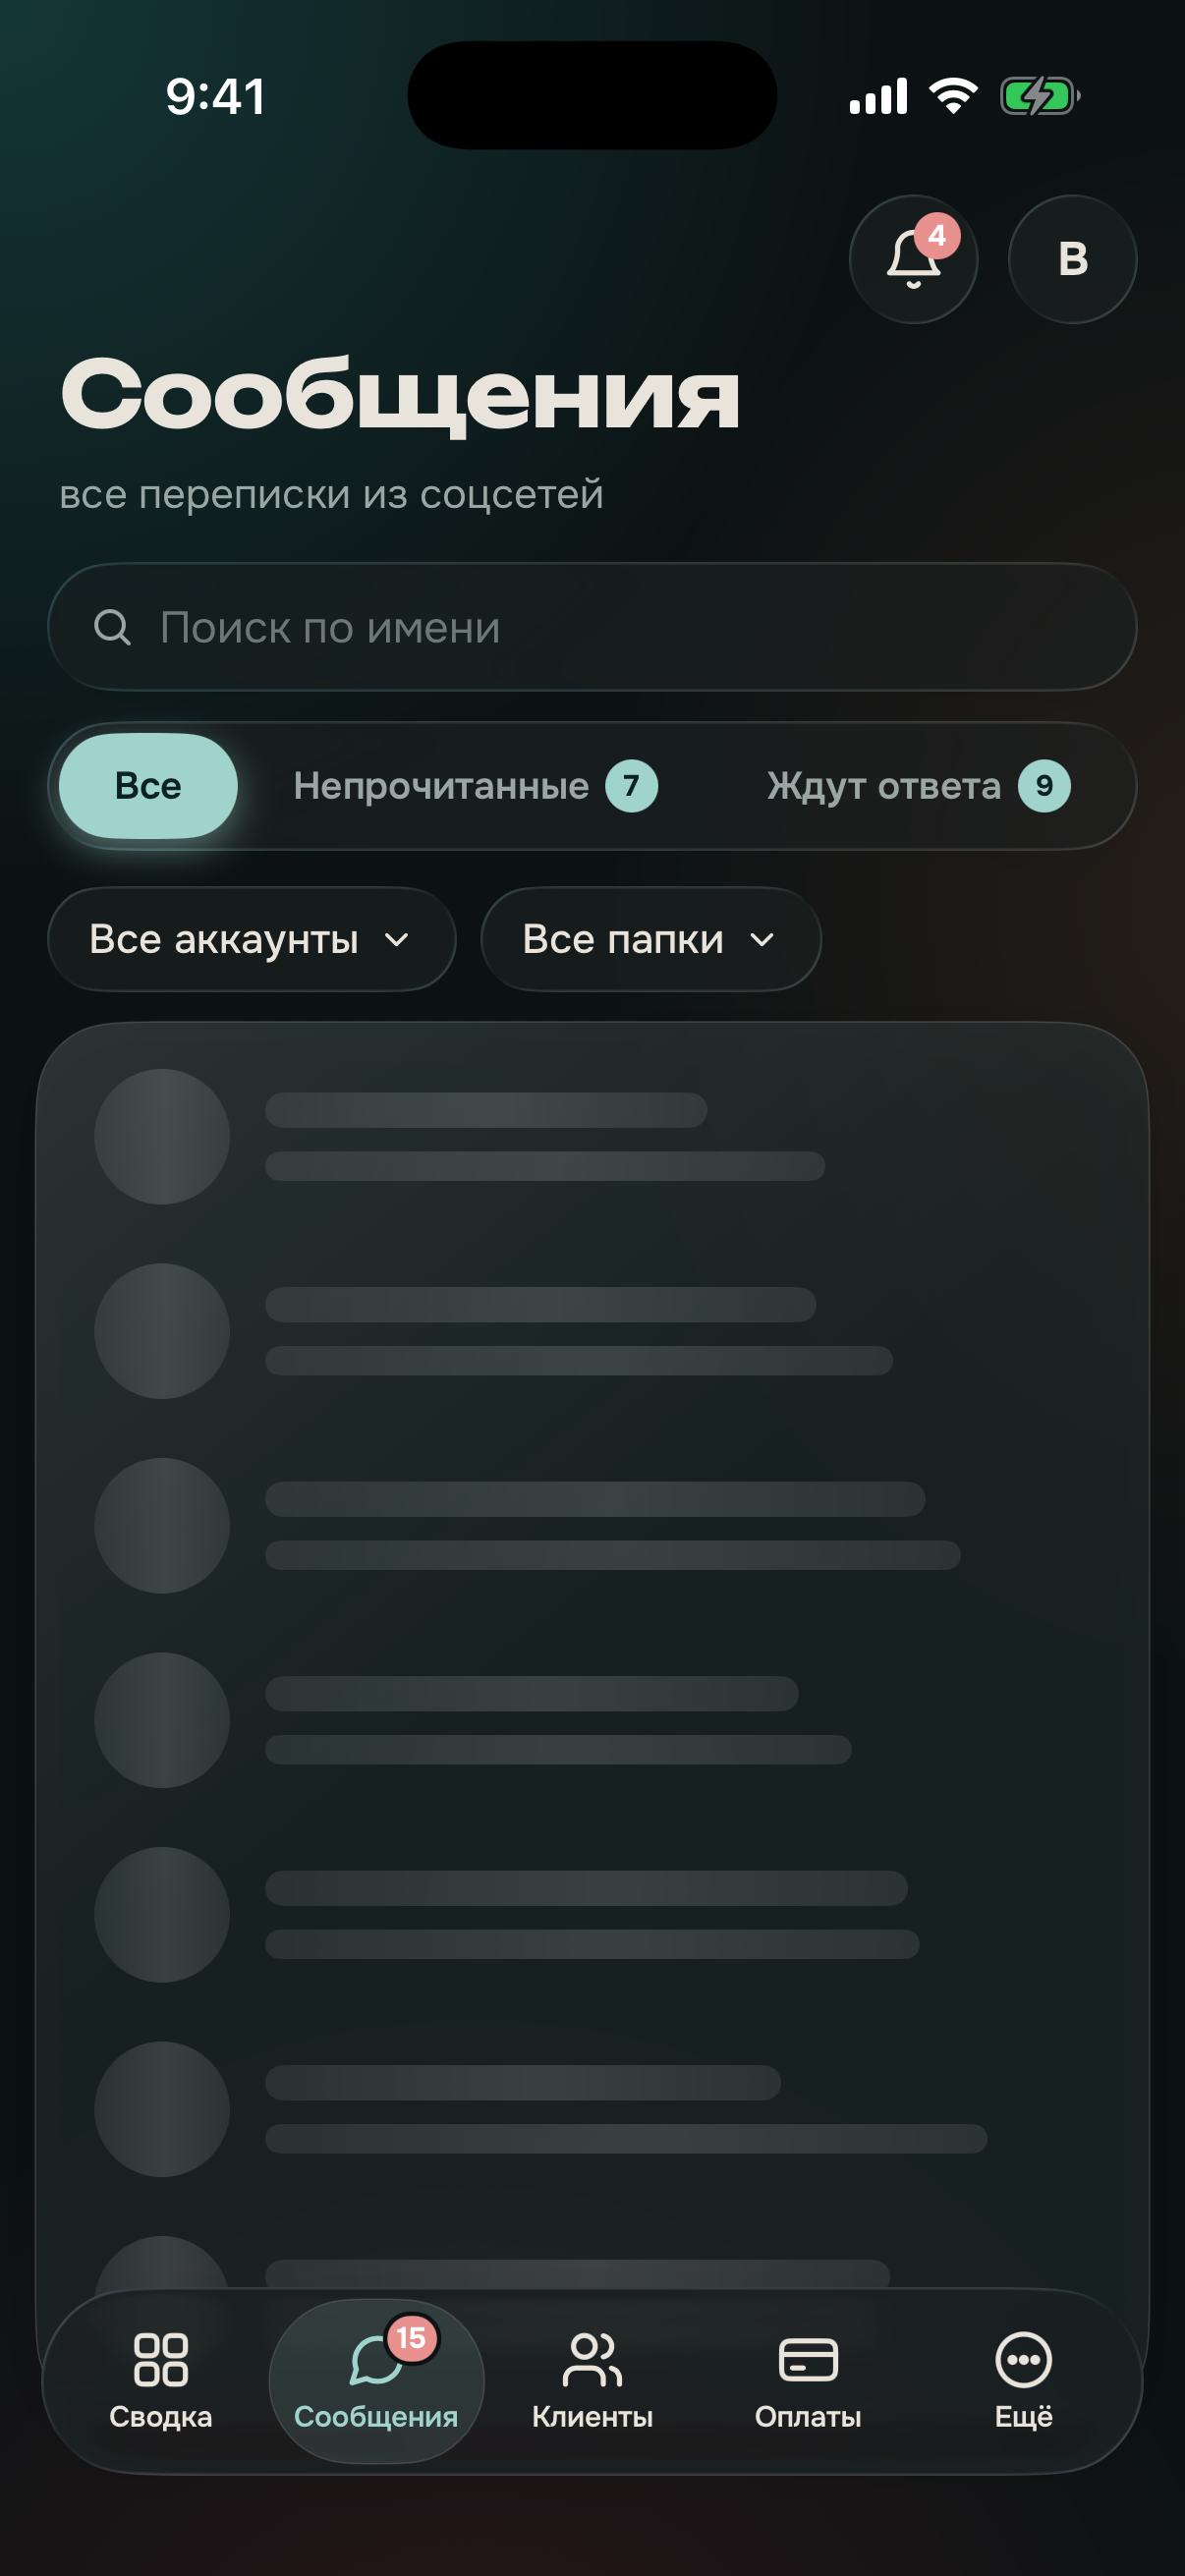 9:41
4
B
Сообщения
все переписки из соцсетей
Поиск по имени
Все Непрочитанные 7 Ждут ответа 9
Все аккаунты Все папки
15
Сводка Сообщения Клиенты Оплаты Ещё